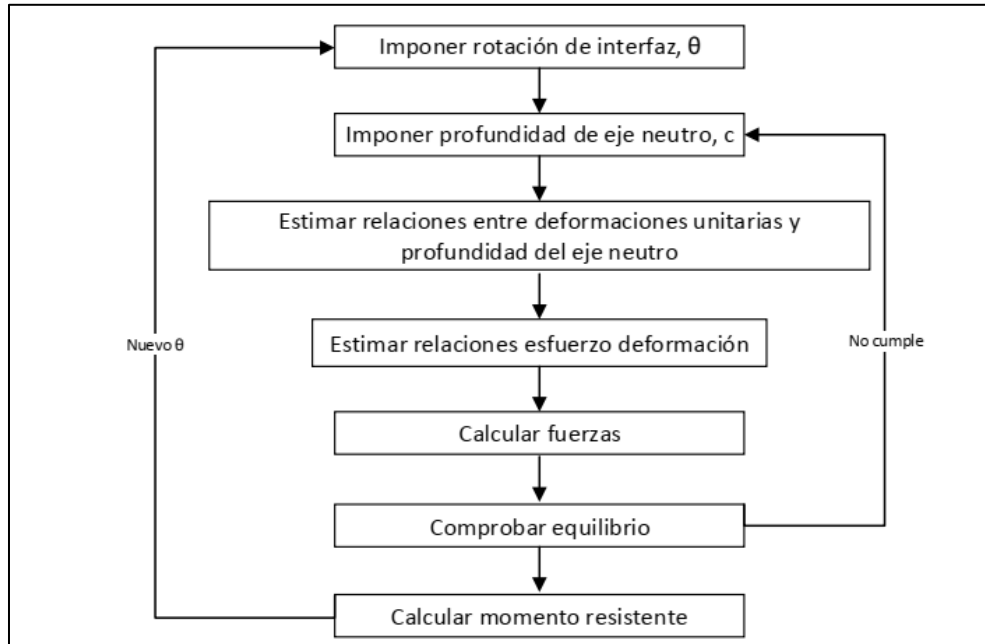 Imponer rotación de interfaz, θ
Imponer profundidad de eje neutro, c
Estimar relaciones entre deformaciones unitarias y
profundidad del eje neutro
Estimar relaciones esfuerzo deformación
Nuevo θ
No cumple
Calcular fuerzas
Comprobar equilibrio
Calcular momento resistente